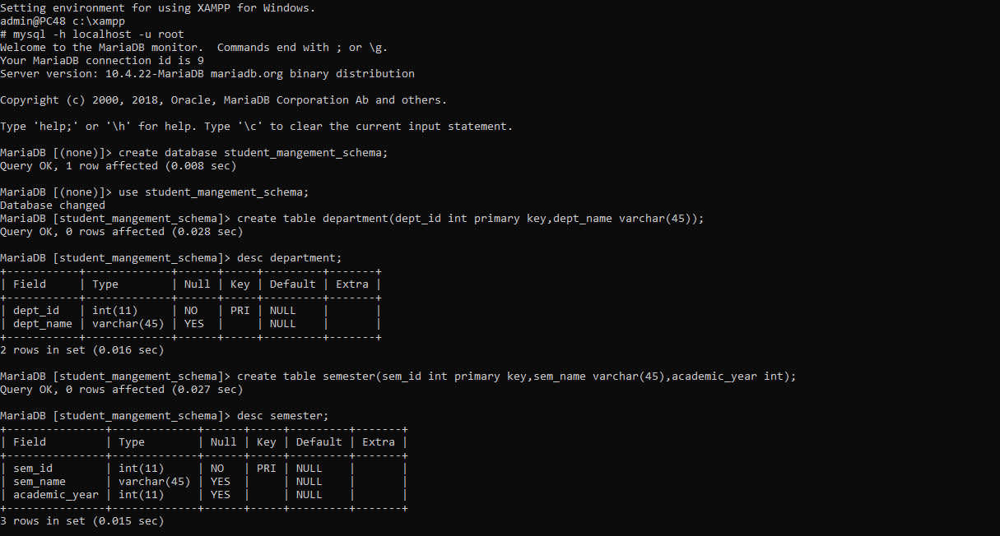 Setting environment for using XAMPP for Windows.
admin@PC48 c:\xampp
# mysql -h localhost -u root
Welcome to the MariaDB monitor.  Commands end with ; or \g.
Your MariaDB connection id is 9
Server version: 10.4.22-MariaDB mariadb.org binary distribution

Copyright (c) 2000, 2018, Oracle, MariaDB Corporation Ab and others.

Type 'help;' or '\h' for help. Type '\c' to clear the current input statement.

MariaDB [(none)]> create database student_mangement_schema;
Query OK, 1 row affected (0.008 sec)

MariaDB [(none)]> use student_mangement_schema;
Database changed
MariaDB [student_mangement_schema]> create table department(dept_id int primary key,dept_name varchar(45));
Query OK, 0 rows affected (0.028 sec)

MariaDB [student_mangement_schema]> desc department;
+-----------+-------------+------+-----+---------+-------+
| Field     | Type        | Null | Key | Default | Extra |
+-----------+-------------+------+-----+---------+-------+
| dept_id   | int(11)     | NO   | PRI | NULL    |       |
| dept_name | varchar(45) | YES  |     | NULL    |       |
+-----------+-------------+------+-----+---------+-------+
2 rows in set (0.016 sec)

MariaDB [student_mangement_schema]> create table semester(sem_id int primary key,sem_name varchar(45),academic_year int);
Query OK, 0 rows affected (0.027 sec)

MariaDB [student_mangement_schema]> desc semester;
+---------------+-------------+------+-----+---------+-------+
| Field         | Type        | Null | Key | Default | Extra |
+---------------+-------------+------+-----+---------+-------+
| sem_id        | int(11)     | NO   | PRI | NULL    |       |
| sem_name      | varchar(45) | YES  |     | NULL    |       |
| academic_year | int(11)     | YES  |     | NULL    |       |
+---------------+-------------+------+-----+---------+-------+
3 rows in set (0.015 sec)